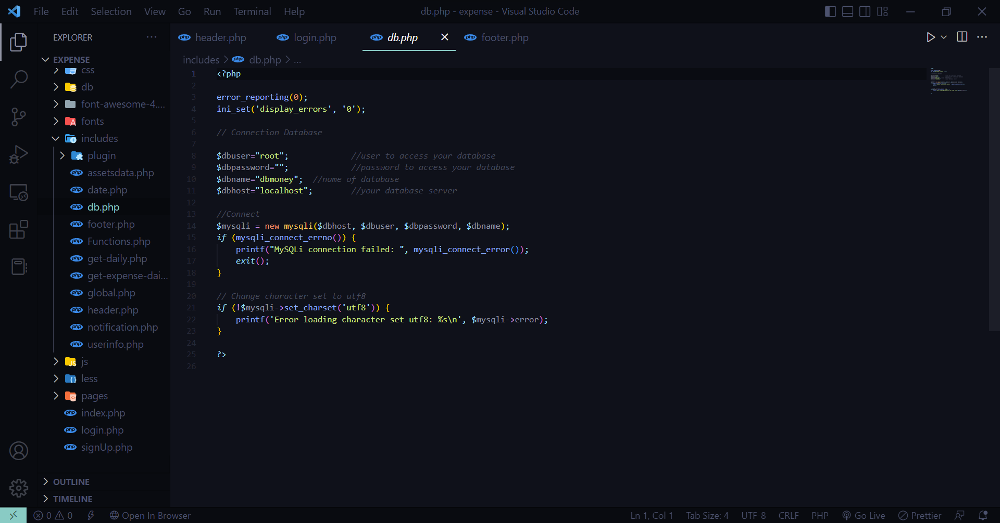 File Edit Selection View Go Run Terminal Help
db.php - expense - Visual Studio Code
EXPLORER
EXPENSE
css
db
font-awesome-4....
fonts
includes
plugin
assetsdata.php
date.php
db.php
footer.php
Functions.php
get-daily.php
get-expense-dai...
global.php
header.php
notification.php
userinfo.php
js
less
pages
index.php
login.php
signUp.php
OUTLINE
TIMELINE
header.php login.php db.php footer.php
includes > db.php > ...
1 <?php
2
3 error_reporting(0);
4 ini_set('display_errors', '0');
5
6 // Connection Database
7
8 $dbuser="root"; //user to access your database
9 $dbpassword=""; //password to access your database
10 $dbname="dbmoney"; //name of database
11 $dbhost="localhost"; //your database server
12
13 //Connect
14 $mysqli = new mysqli($dbhost, $dbuser, $dbpassword, $dbname);
15 if (mysqli_connect_errno()) {
16 printf("MySQLi connection failed: ", mysqli_connect_error());
17 exit();
18 }
19
20 // Change character set to utf8
21 if (!$mysqli->set_charset('utf8')) {
22 printf('Error loading character set utf8: %s\n', $mysqli->error);
23 }
24
25 ?>
26
0 0 Open In Browser
Ln 1, Col 1 Tab Size: 4 UTF-8 CRLF PHP Go Live Prettier